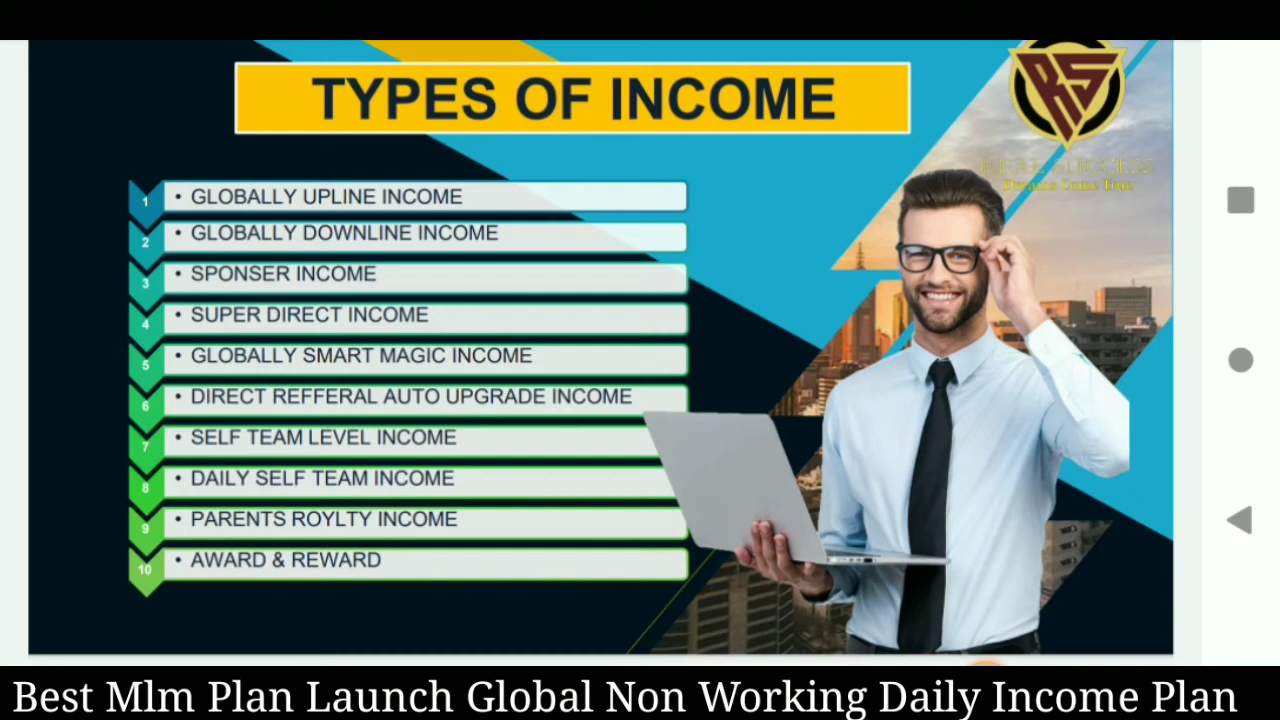 TYPES OF INCOME
RS
Dreams Come True
1 • GLOBALLY UPLINE INCOME
2 • GLOBALLY DOWNLINE INCOME
3 • SPONSER INCOME
4 • SUPER DIRECT INCOME
5 • GLOBALLY SMART MAGIC INCOME
6 • DIRECT REFFERAL AUTO UPGRADE INCOME
7 • SELF TEAM LEVEL INCOME
8 • DAILY SELF TEAM INCOME
9 • PARENTS ROYLTY INCOME
10 • AWARD & REWARD
Best Mlm Plan Launch Global Non Working Daily Income Plan